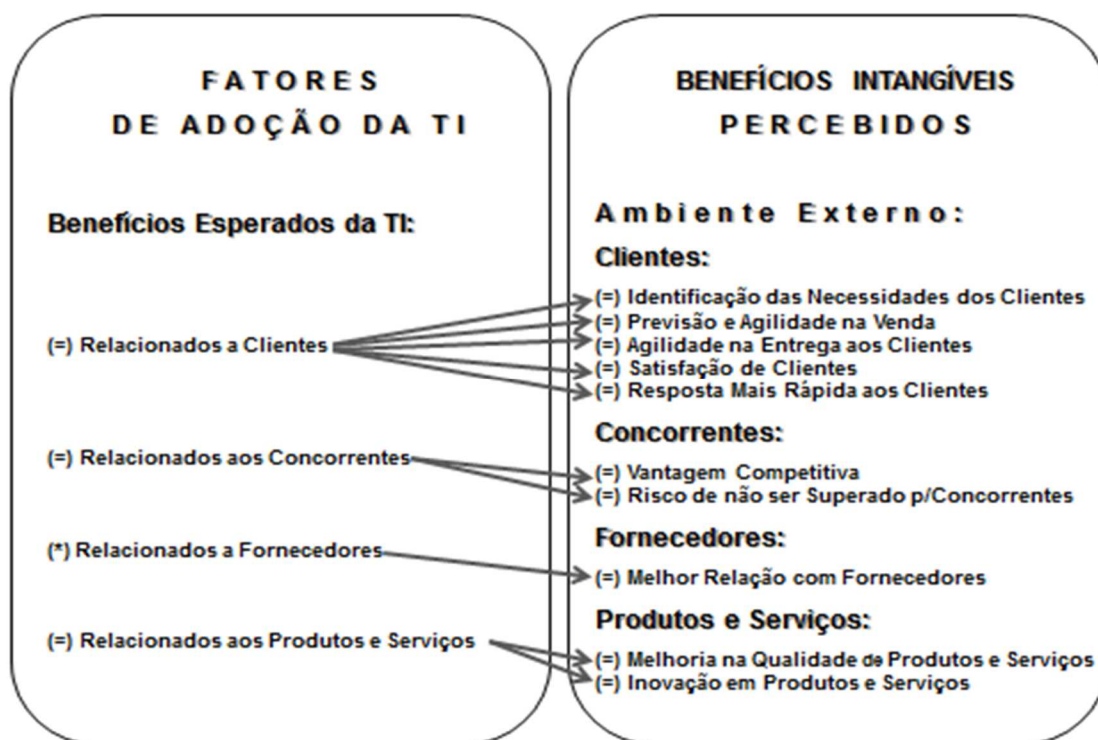 FATORES
DE ADOÇÃO DA TI
Benefícios Esperados da TI:
(=) Relacionados a Clientes
(=) Relacionados aos Concorrentes
(*) Relacionados a Fornecedores
(=) Relacionados aos Produtos e Serviços
BENEFÍCIOS INTANGÍVEIS
PERCEBIDOS
Ambiente Externo:
Clientes:
(=) Identificação das Necessidades dos Clientes
(=) Previsão e Agilidade na Venda
(=) Agilidade na Entrega aos Clientes
(=) Satisfação de Clientes
(=) Resposta Mais Rápida aos Clientes
Concorrentes:
(=) Vantagem Competitiva
(=) Risco de não ser Superado p/Concorrentes
Fornecedores:
(=) Melhor Relação com Fornecedores
Produtos e Serviços:
(=) Melhoria na Qualidade de Produtos e Serviços
(=) Inovação em Produtos e Serviços